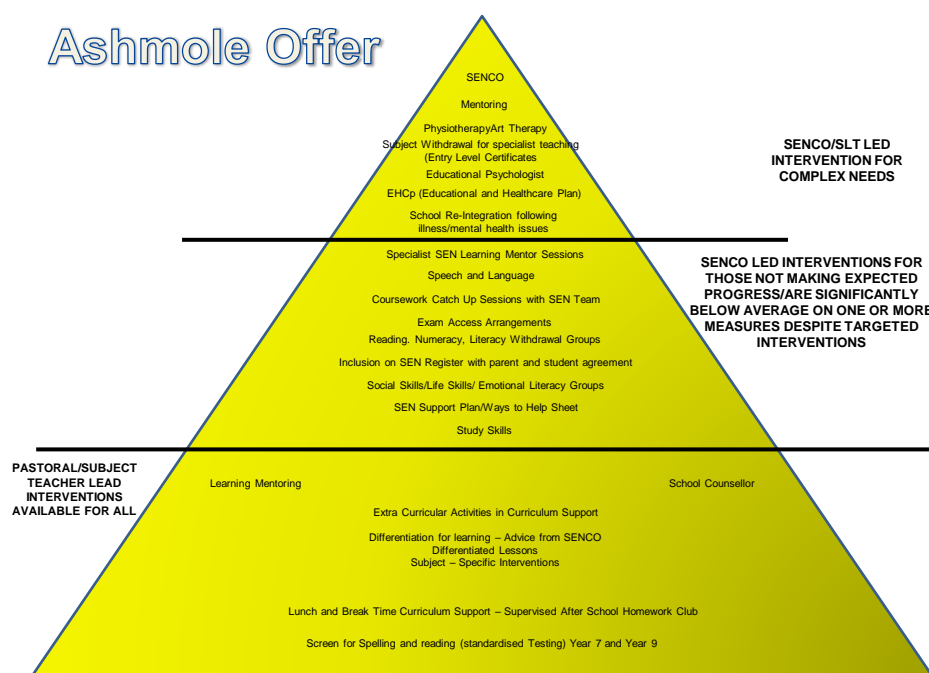 Ashmole Offer
SENCO
Mentoring
PhysiotherapyArt Therapy
Subject Withdrawal for specialist teaching
(Entry Level Certificates
Educational Psychologist
EHCp (Educational and Healthcare Plan)
School Re-Integration following
illness/mental health issues
SENCO/SLT LED
INTERVENTION FOR
COMPLEX NEEDS
Specialist SEN Learning Mentor Sessions
Speech and Language
Coursework Catch Up Sessions with SEN Team
Exam Access Arrangements
Reading. Numeracy, Literacy Withdrawal Groups
Inclusion on SEN Register with parent and student agreement
Social Skills/Life Skills/ Emotional Literacy Groups
SEN Support Plan/Ways to Help Sheet
Study Skills
SENCO LED INTERVENTIONS FOR
THOSE NOT MAKING EXPECTED
PROGRESS/ARE SIGNIFICANTLY
BELOW AVERAGE ON ONE OR MORE
MEASURES DESPITE TARGETED
INTERVENTIONS
PASTORAL/SUBJECT
TEACHER LEAD
INTERVENTIONS
AVAILABLE FOR ALL
Learning Mentoring
School Counsellor
Extra Curricular Activities in Curriculum Support
Differentiation for learning – Advice from SENCO
Differentiated Lessons
Subject – Specific Interventions
Lunch and Break Time Curriculum Support – Supervised After School Homework Club
Screen for Spelling and reading (standardised Testing) Year 7 and Year 9